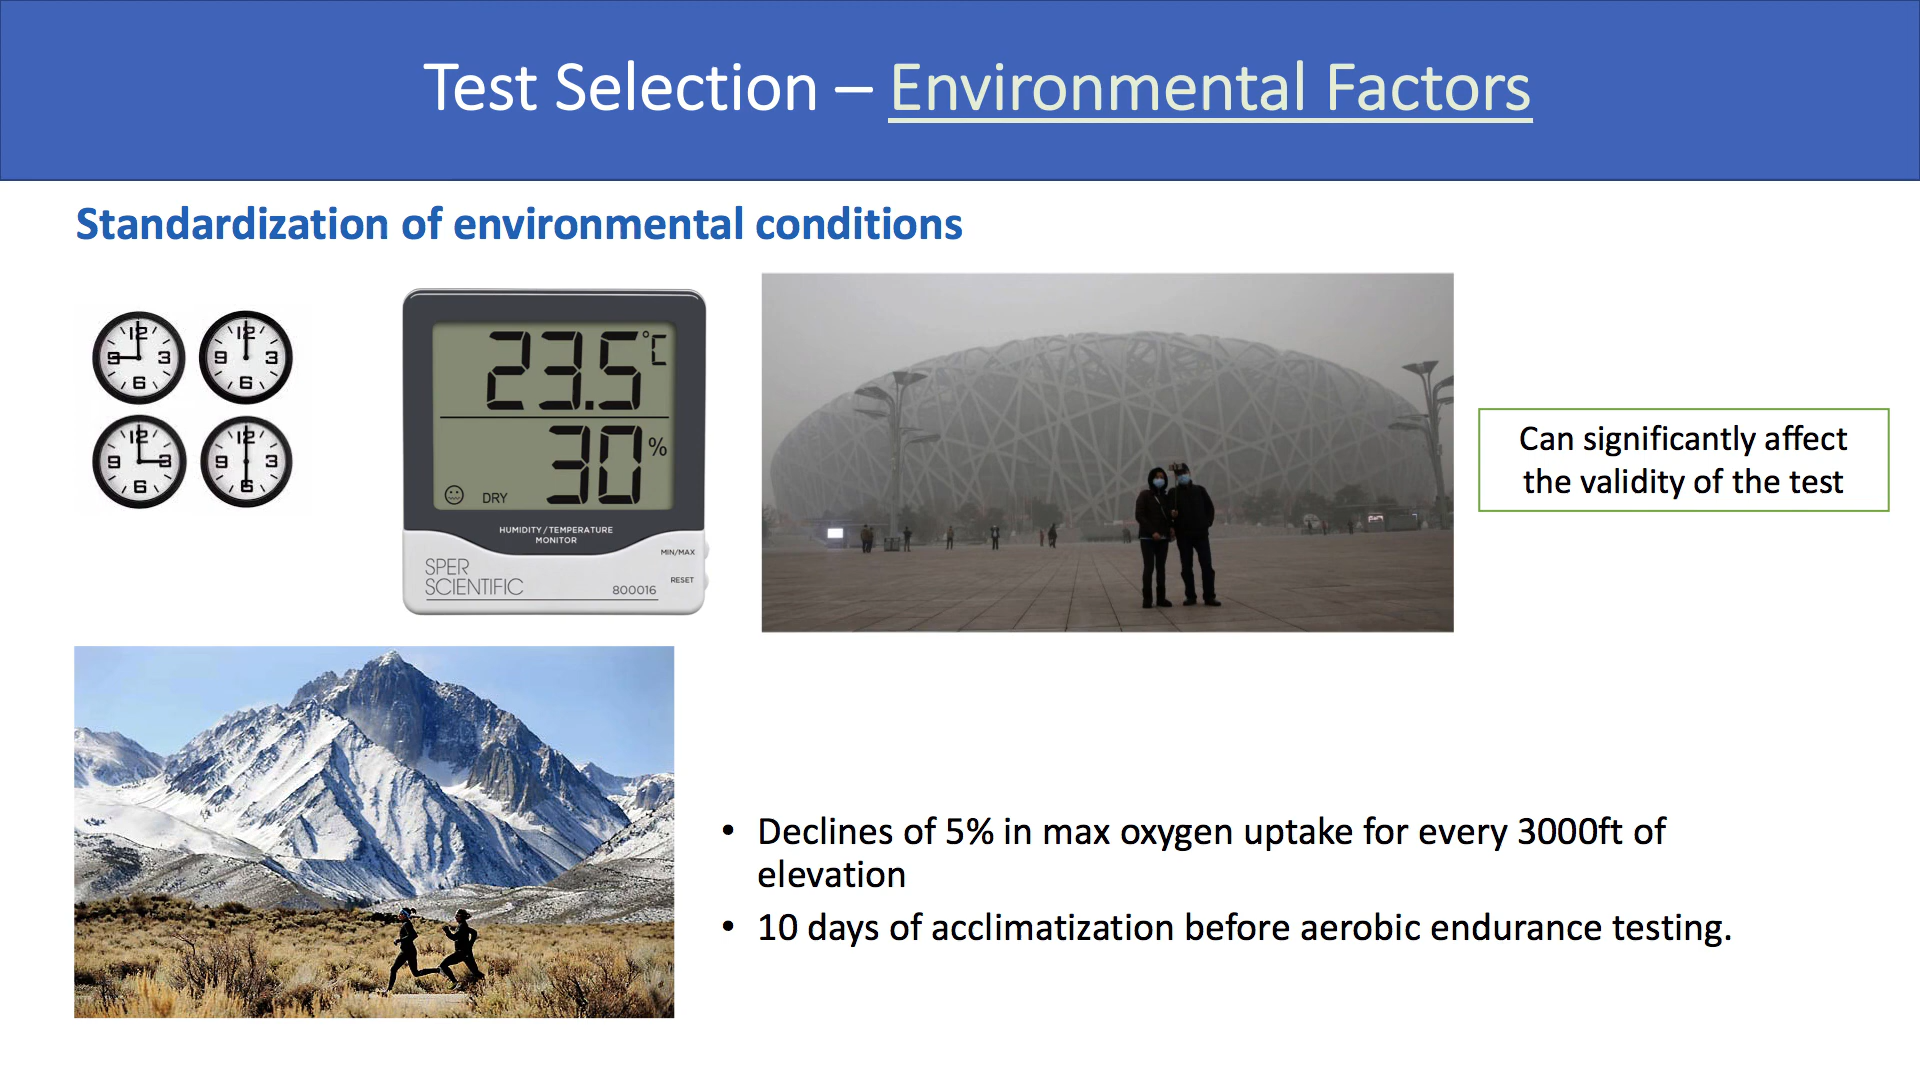 Test Selection – Environmental Factors
Standardization of environmental conditions
12
9 3
6
12
9 3
6
12
9 3
6
12
9 3
6
23.5 °C
30 %
DRY
HUMIDITY / TEMPERATURE
MONITOR
MIN/MAX
SPER
SCIENTIFIC
RESET
800016
Can significantly affect
the validity of the test
• Declines of 5% in max oxygen uptake for every 3000ft of
elevation
• 10 days of acclimatization before aerobic endurance testing.